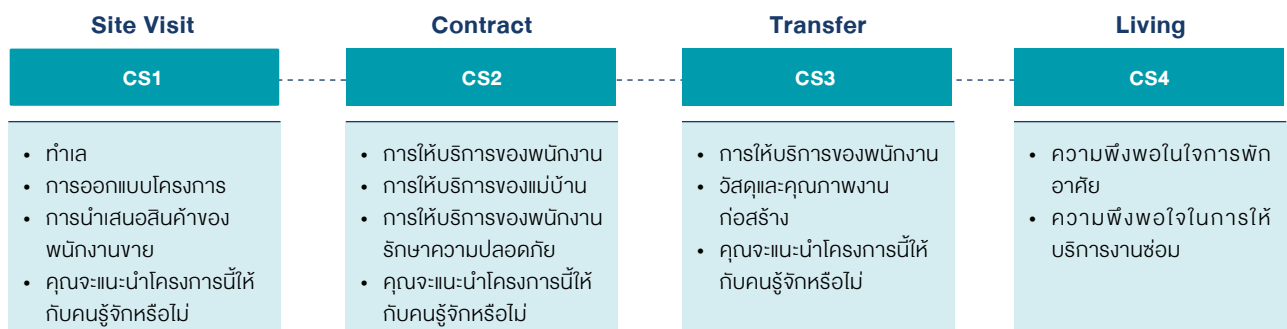 Site Visit
CS1
• ทำเล
• การออกแบบโครงการ
• การนำเสนอสินค้าของ
พนักงานขาย
• คุณจะแนะนำโครงการนี้ให้
กับคนรู้จักหรือไม่
Contract
CS2
• การให้บริการของพนักงาน
• การให้บริการของแม่บ้าน
• การให้บริการของพนักงาน
รักษาความปลอดภัย
• คุณจะแนะนำโครงการนี้ให้
กับคนรู้จักหรือไม่
Transfer
CS3
• การให้บริการของพนักงาน
• วัสดุและคุณภาพงาน
ก่อสร้าง
• คุณจะแนะนำโครงการนี้ให้
กับคนรู้จักหรือไม่
Living
CS4
• ความพึงพอในใจการพัก
อาศัย
• ความพึงพอใจในการให้
บริการงานซ่อม